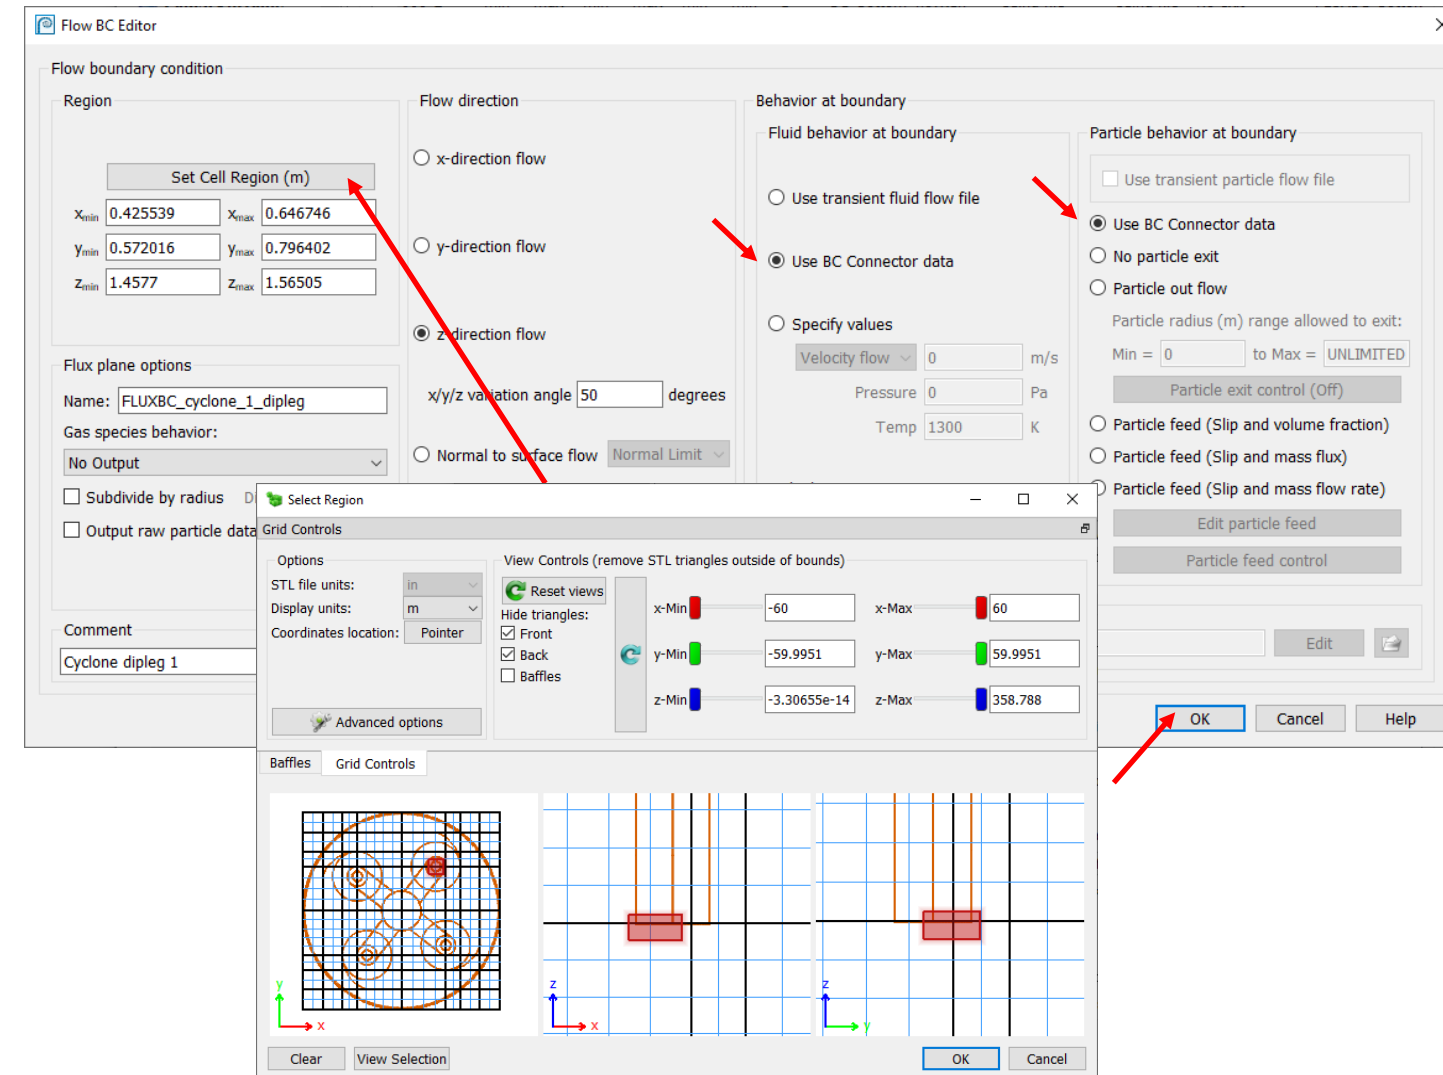 Flow BC Editor
Flow boundary condition
Region
Set Cell Region (m)
xmin 0.425539 xmax 0.646746
ymin 0.572016 ymax 0.796402
zmin 1.4577 zmax 1.56505
Flux plane options
Name: FLUXBC_cyclone_1_dipleg
Gas species behavior:
No Output
Subdivide by radius
Output raw particle data
Comment
Cyclone dipleg 1
Flow direction
x-direction flow
y-direction flow
z-direction flow
x/y/z variation angle 50 degrees
Normal to surface flow Normal Limit
Behavior at boundary
Fluid behavior at boundary
Use transient fluid flow file
Use BC Connector data
Specify values
Velocity flow 0 m/s
Pressure 0 Pa
Temp 1300 K
Particle behavior at boundary
Use transient particle flow file
Use BC Connector data
No particle exit
Particle out flow
Particle radius (m) range allowed to exit:
Min = 0 to Max = UNLIMITED
Particle exit control (Off)
Particle feed (Slip and volume fraction)
Particle feed (Slip and mass flux)
Particle feed (Slip and mass flow rate)
Edit particle feed
Particle feed control
Edit
OK Cancel Help
Select Region
Grid Controls
Options
STL file units: in
Display units: m
Coordinates location: Pointer
Advanced options
View Controls (remove STL triangles outside of bounds)
Reset views
Hide triangles:
Front
Back
Baffles
x-Min -60 x-Max 60
y-Min -59.9951 y-Max 59.9951
z-Min -3.30655e-14 z-Max 358.788
Baffles Grid Controls
y
x
z
x
z
y
Clear View Selection OK Cancel